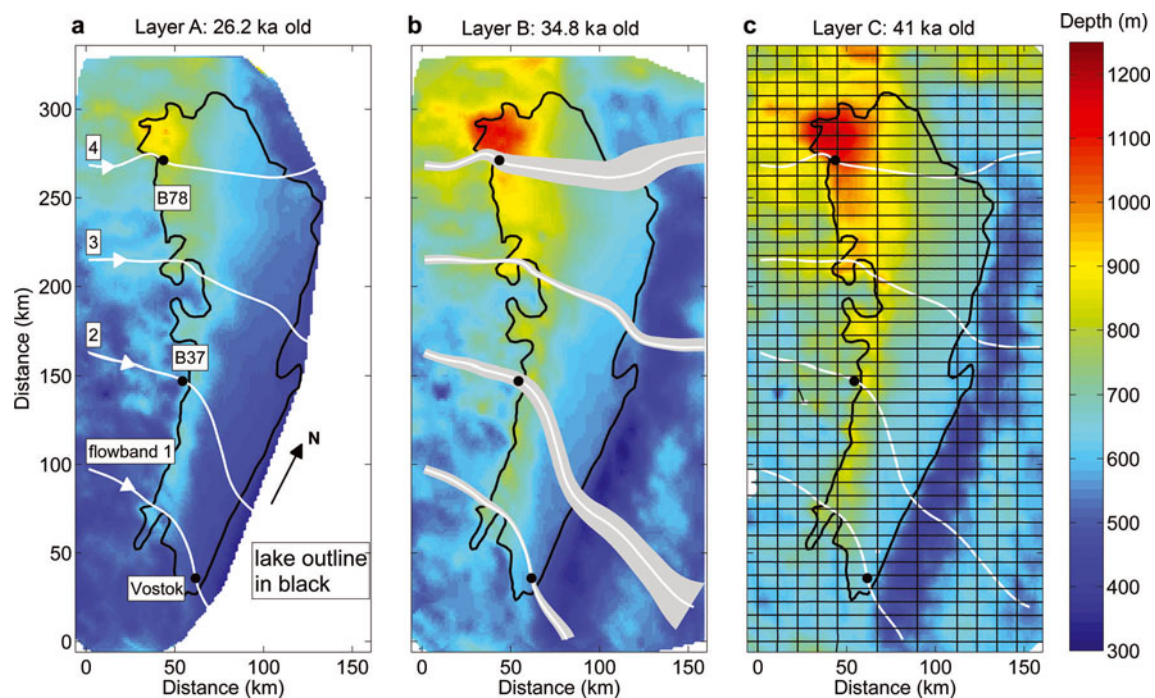 a Layer A: 26.2 ka old
b Layer B: 34.8 ka old
c Layer C: 41 ka old
Depth (m)
Distance (km)
300
250
200
150
100
50
0
4
B78
3
2
B37
flowband 1
N
lake outline
in black
Vostok
0 50 100 150
Distance (km)
0 50 100 150
Distance (km)
0 50 100 150
Distance (km)
1200
1100
1000
900
800
700
600
500
400
300